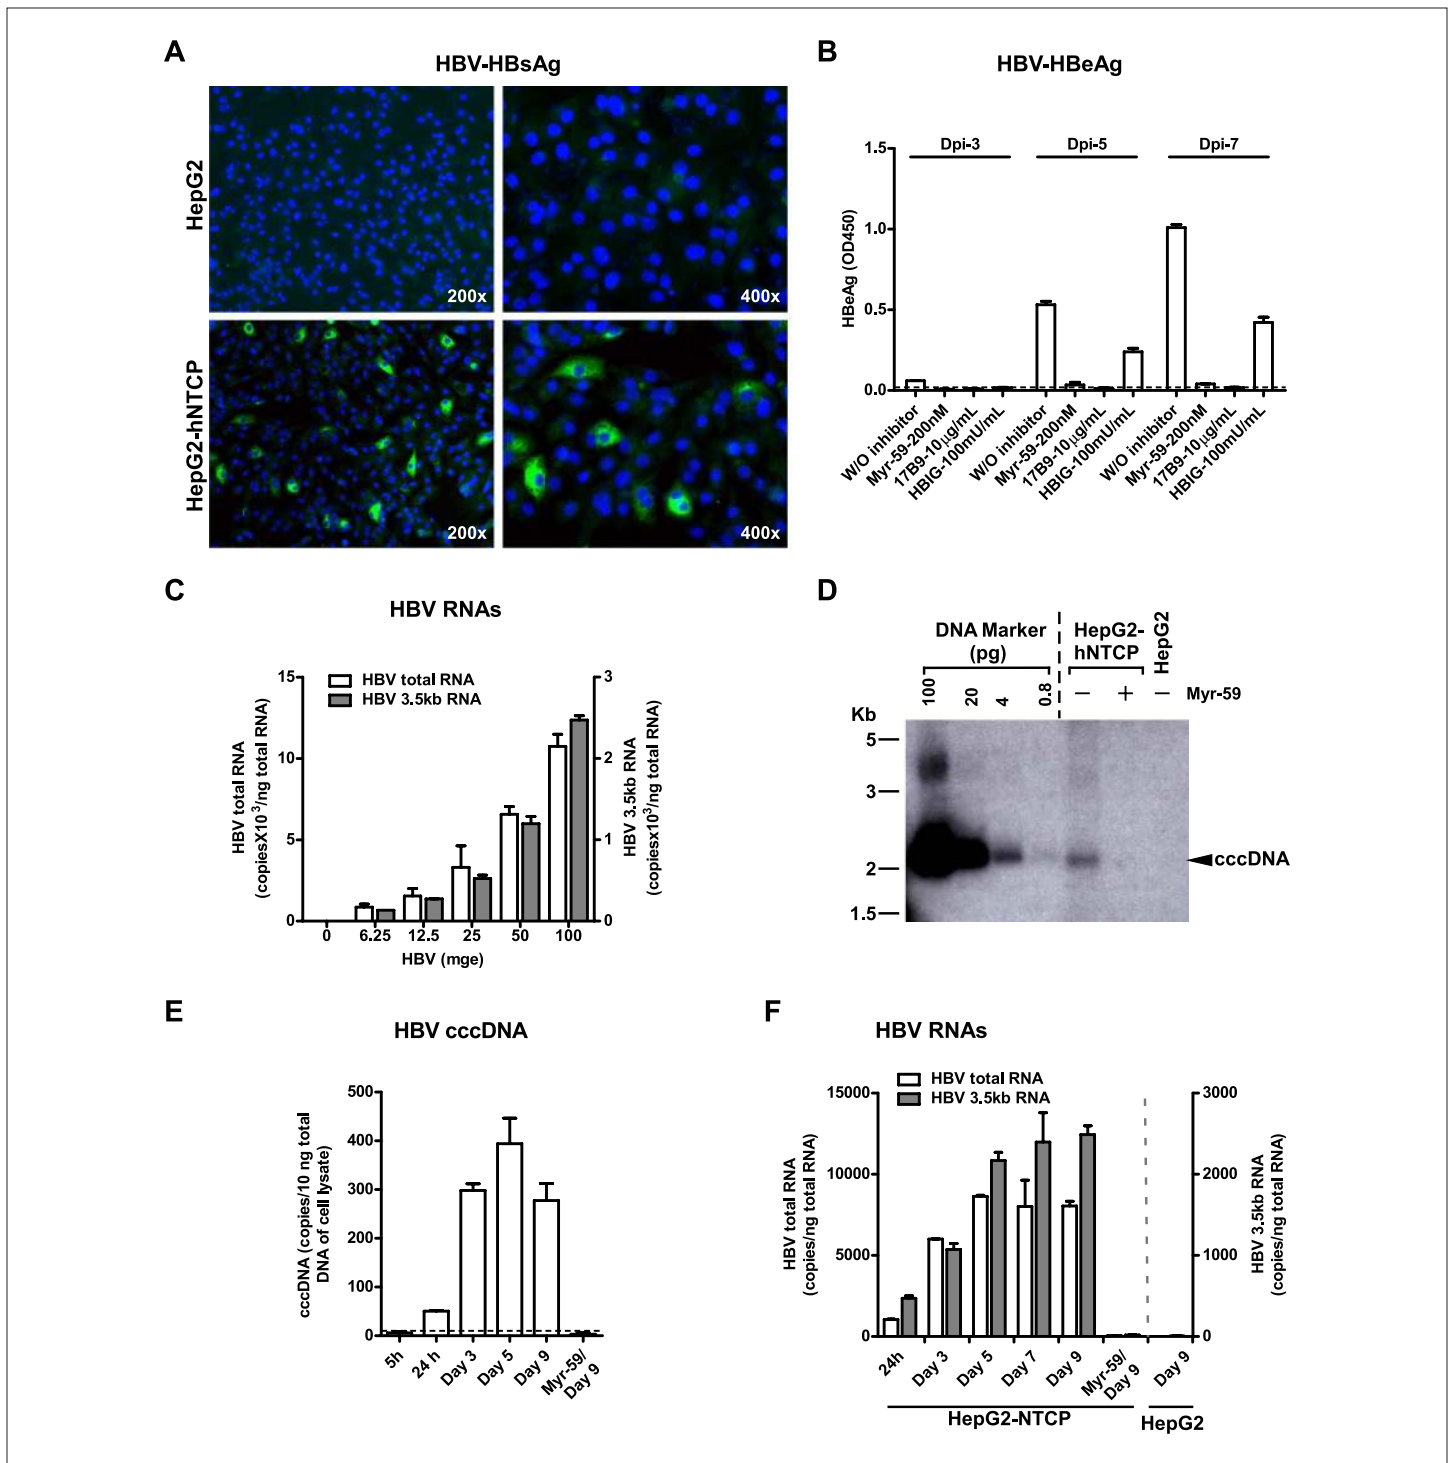 A
HBV-HBsAg
HepG2
200x
400x
HepG2-hNTCP
200x
400x
B
HBV-HBeAg
Dpi-3
Dpi-5
Dpi-7
HBeAg (OD450)
1.5
1.0
0.5
0.0
W/O inhibitor
Myr-59-200nM
17B9-10μg/mL
HBIG-100mU/mL
W/O inhibitor
Myr-59-200nM
17B9-10μg/mL
HBIG-100mU/mL
W/O inhibitor
Myr-59-200nM
17B9-10μg/mL
HBIG-100mU/mL
C
HBV RNAs
HBV total RNA
HBV 3.5kb RNA
HBV total RNA
(copiesX10³/ng total RNA)
15
10
5
0
3
2
1
0
HBV 3.5kb RNA
(copiesx10³/ng total RNA)
0 6.25 12.5 25 50 100
HBV (mge)
D
DNA Marker
(pg)
HepG2-
hNTCP
HepG2
100 20 4 0.8 − + − Myr-59
Kb
5
3
2
1.5
cccDNA
E
HBV cccDNA
cccDNA (copies/10 ng total
DNA of cell lysate)
500
400
300
200
100
0
5h
24 h
Day 3
Day 5
Day 9
Myr-59/
Day 9
F
HBV RNAs
HBV total RNA
HBV 3.5kb RNA
HBV total RNA
(copies/ng total RNA)
15000
10000
5000
0
3000
2000
1000
0
HBV 3.5kb RNA
(copies/ng total RNA)
24h
Day 3
Day 5
Day 7
Day 9
Myr-59/
Day 9
Day 9
HepG2-NTCP
HepG2